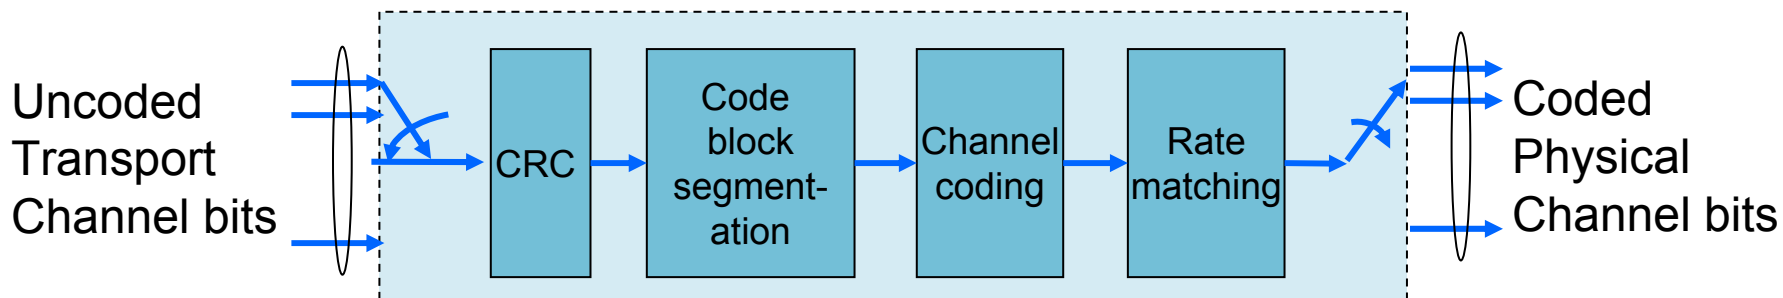 Uncoded
Transport
Channel bits
CRC
Code
block
segment-
ation
Channel
coding
Rate
matching
Coded
Physical
Channel bits